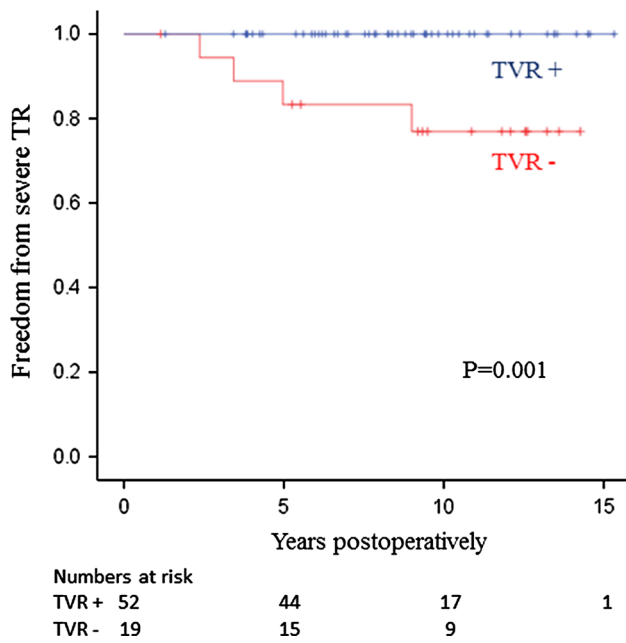 Freedom from severe TR
1.0
0.8
0.6
0.4
0.2
0.0
TVR +
TVR -
P=0.001
0 5 10 15
Years postoperatively
Numbers at risk
TVR + 52 44 17 1
TVR - 19 15 9